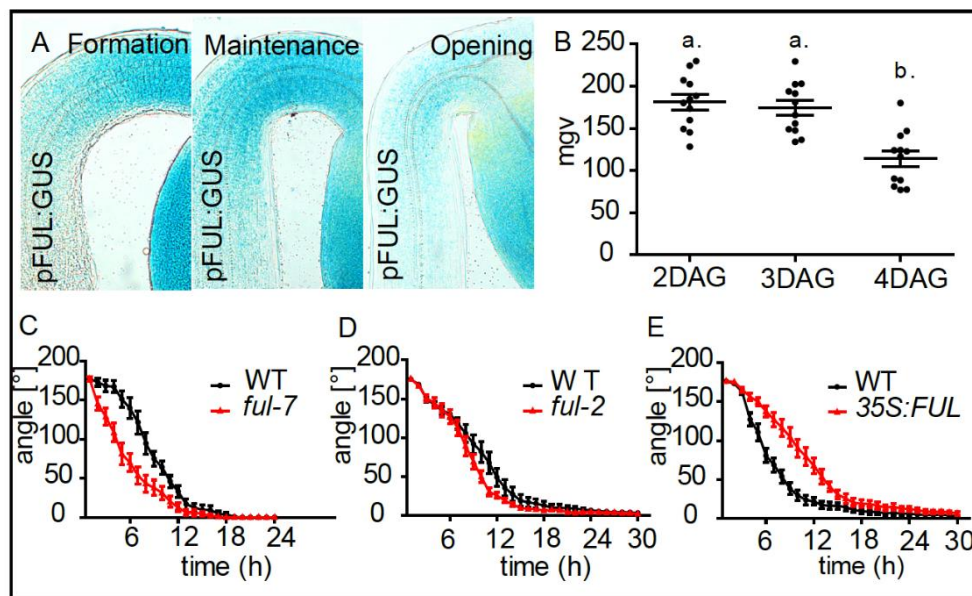 A Formation Maintenance Opening
pFUL:GUS pFUL:GUS pFUL:GUS
B
a. a. b.
mgv
250
200
150
100
50
0
2DAG 3DAG 4DAG
C
angle [°]
200
150
100
50
0
WT
ful-7
6 12 18 24
time (h)
D
angle [°]
200
150
100
50
0
W T
ful-2
6 12 18 24 30
time (h)
E
angle [°]
200
150
100
50
0
WT
35S:FUL
6 12 18 24 30
time (h)